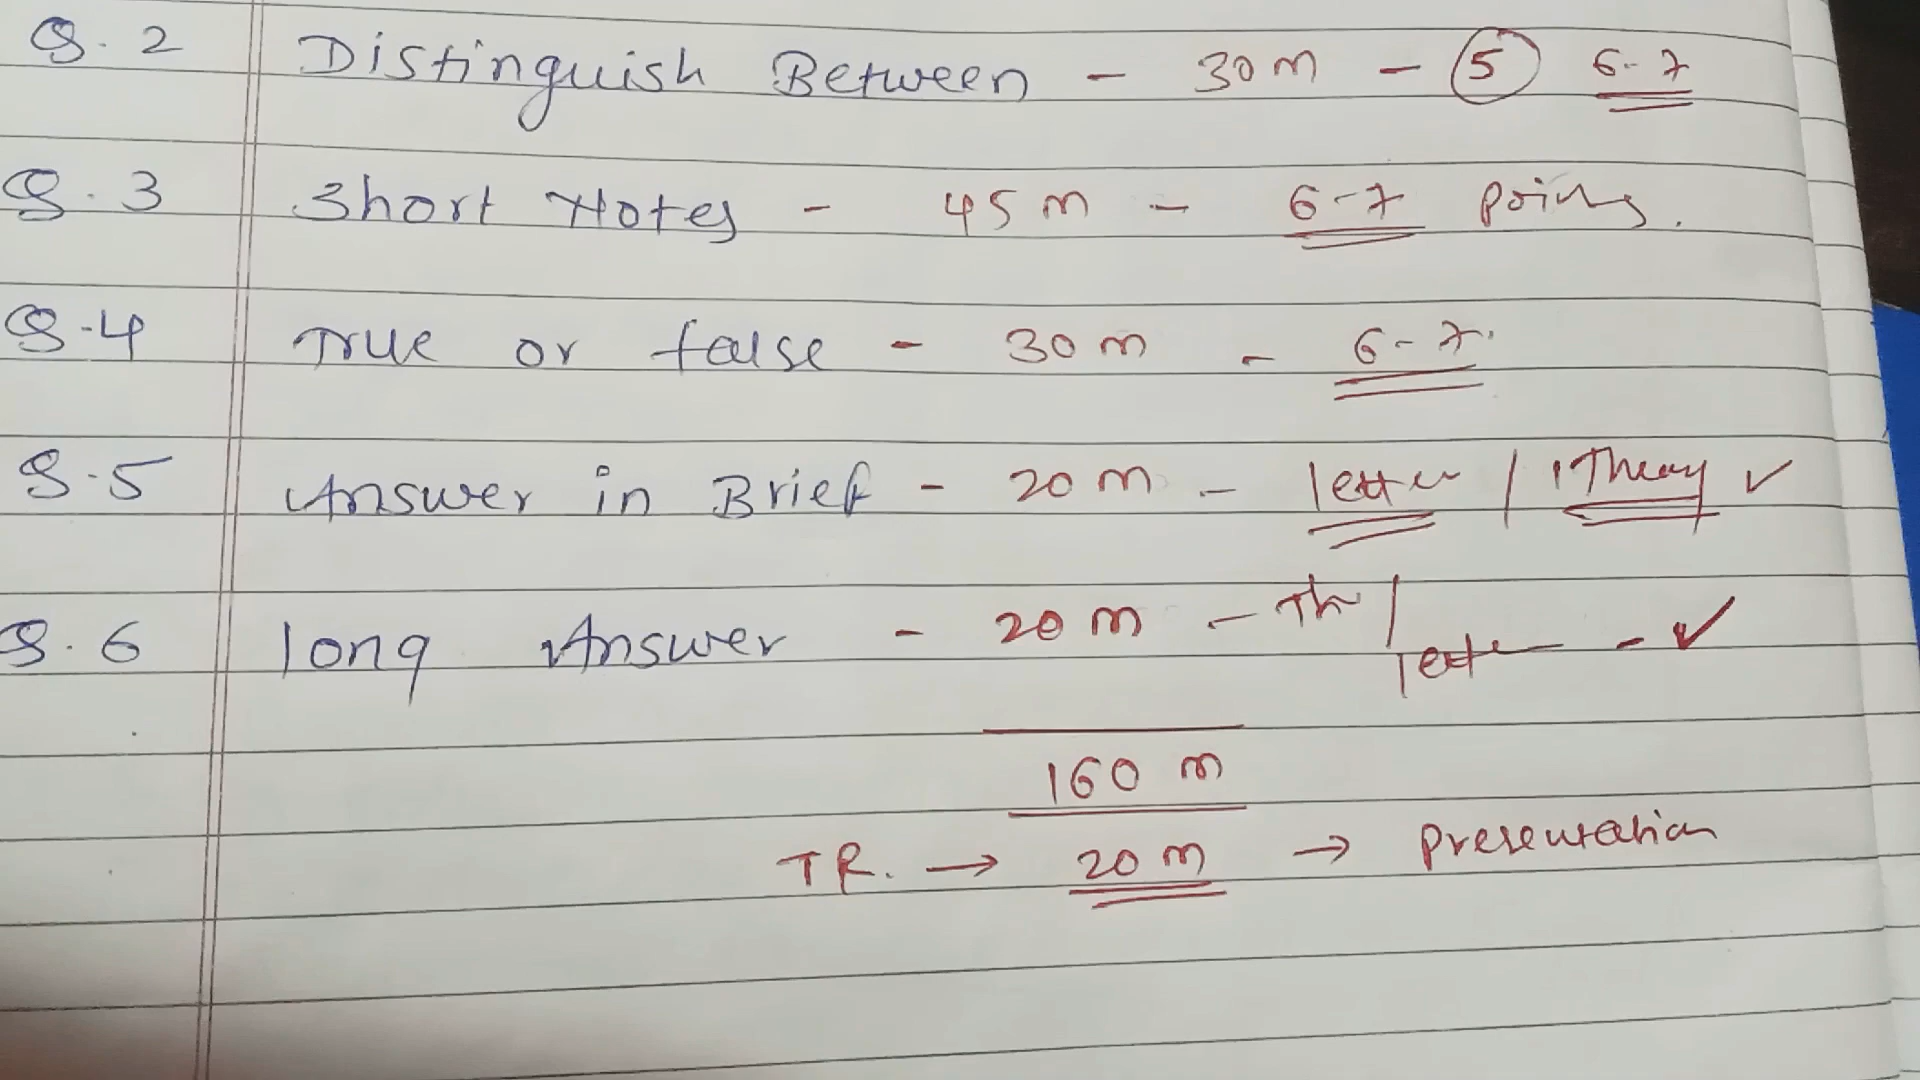 Q.2 Distinguish Between - 30 m - 5 6-7
Q.3 Short Notes - 45 m - 6-7 points.
Q-4 True or false - 30 m - 6-7.
Q.5 Answer in Brief - 20 m - letter / 1 Theory ✓
Q.6 long Answer - 20 m - Th /
letter - ✓
160 m
TR. → 20 m → Presentation